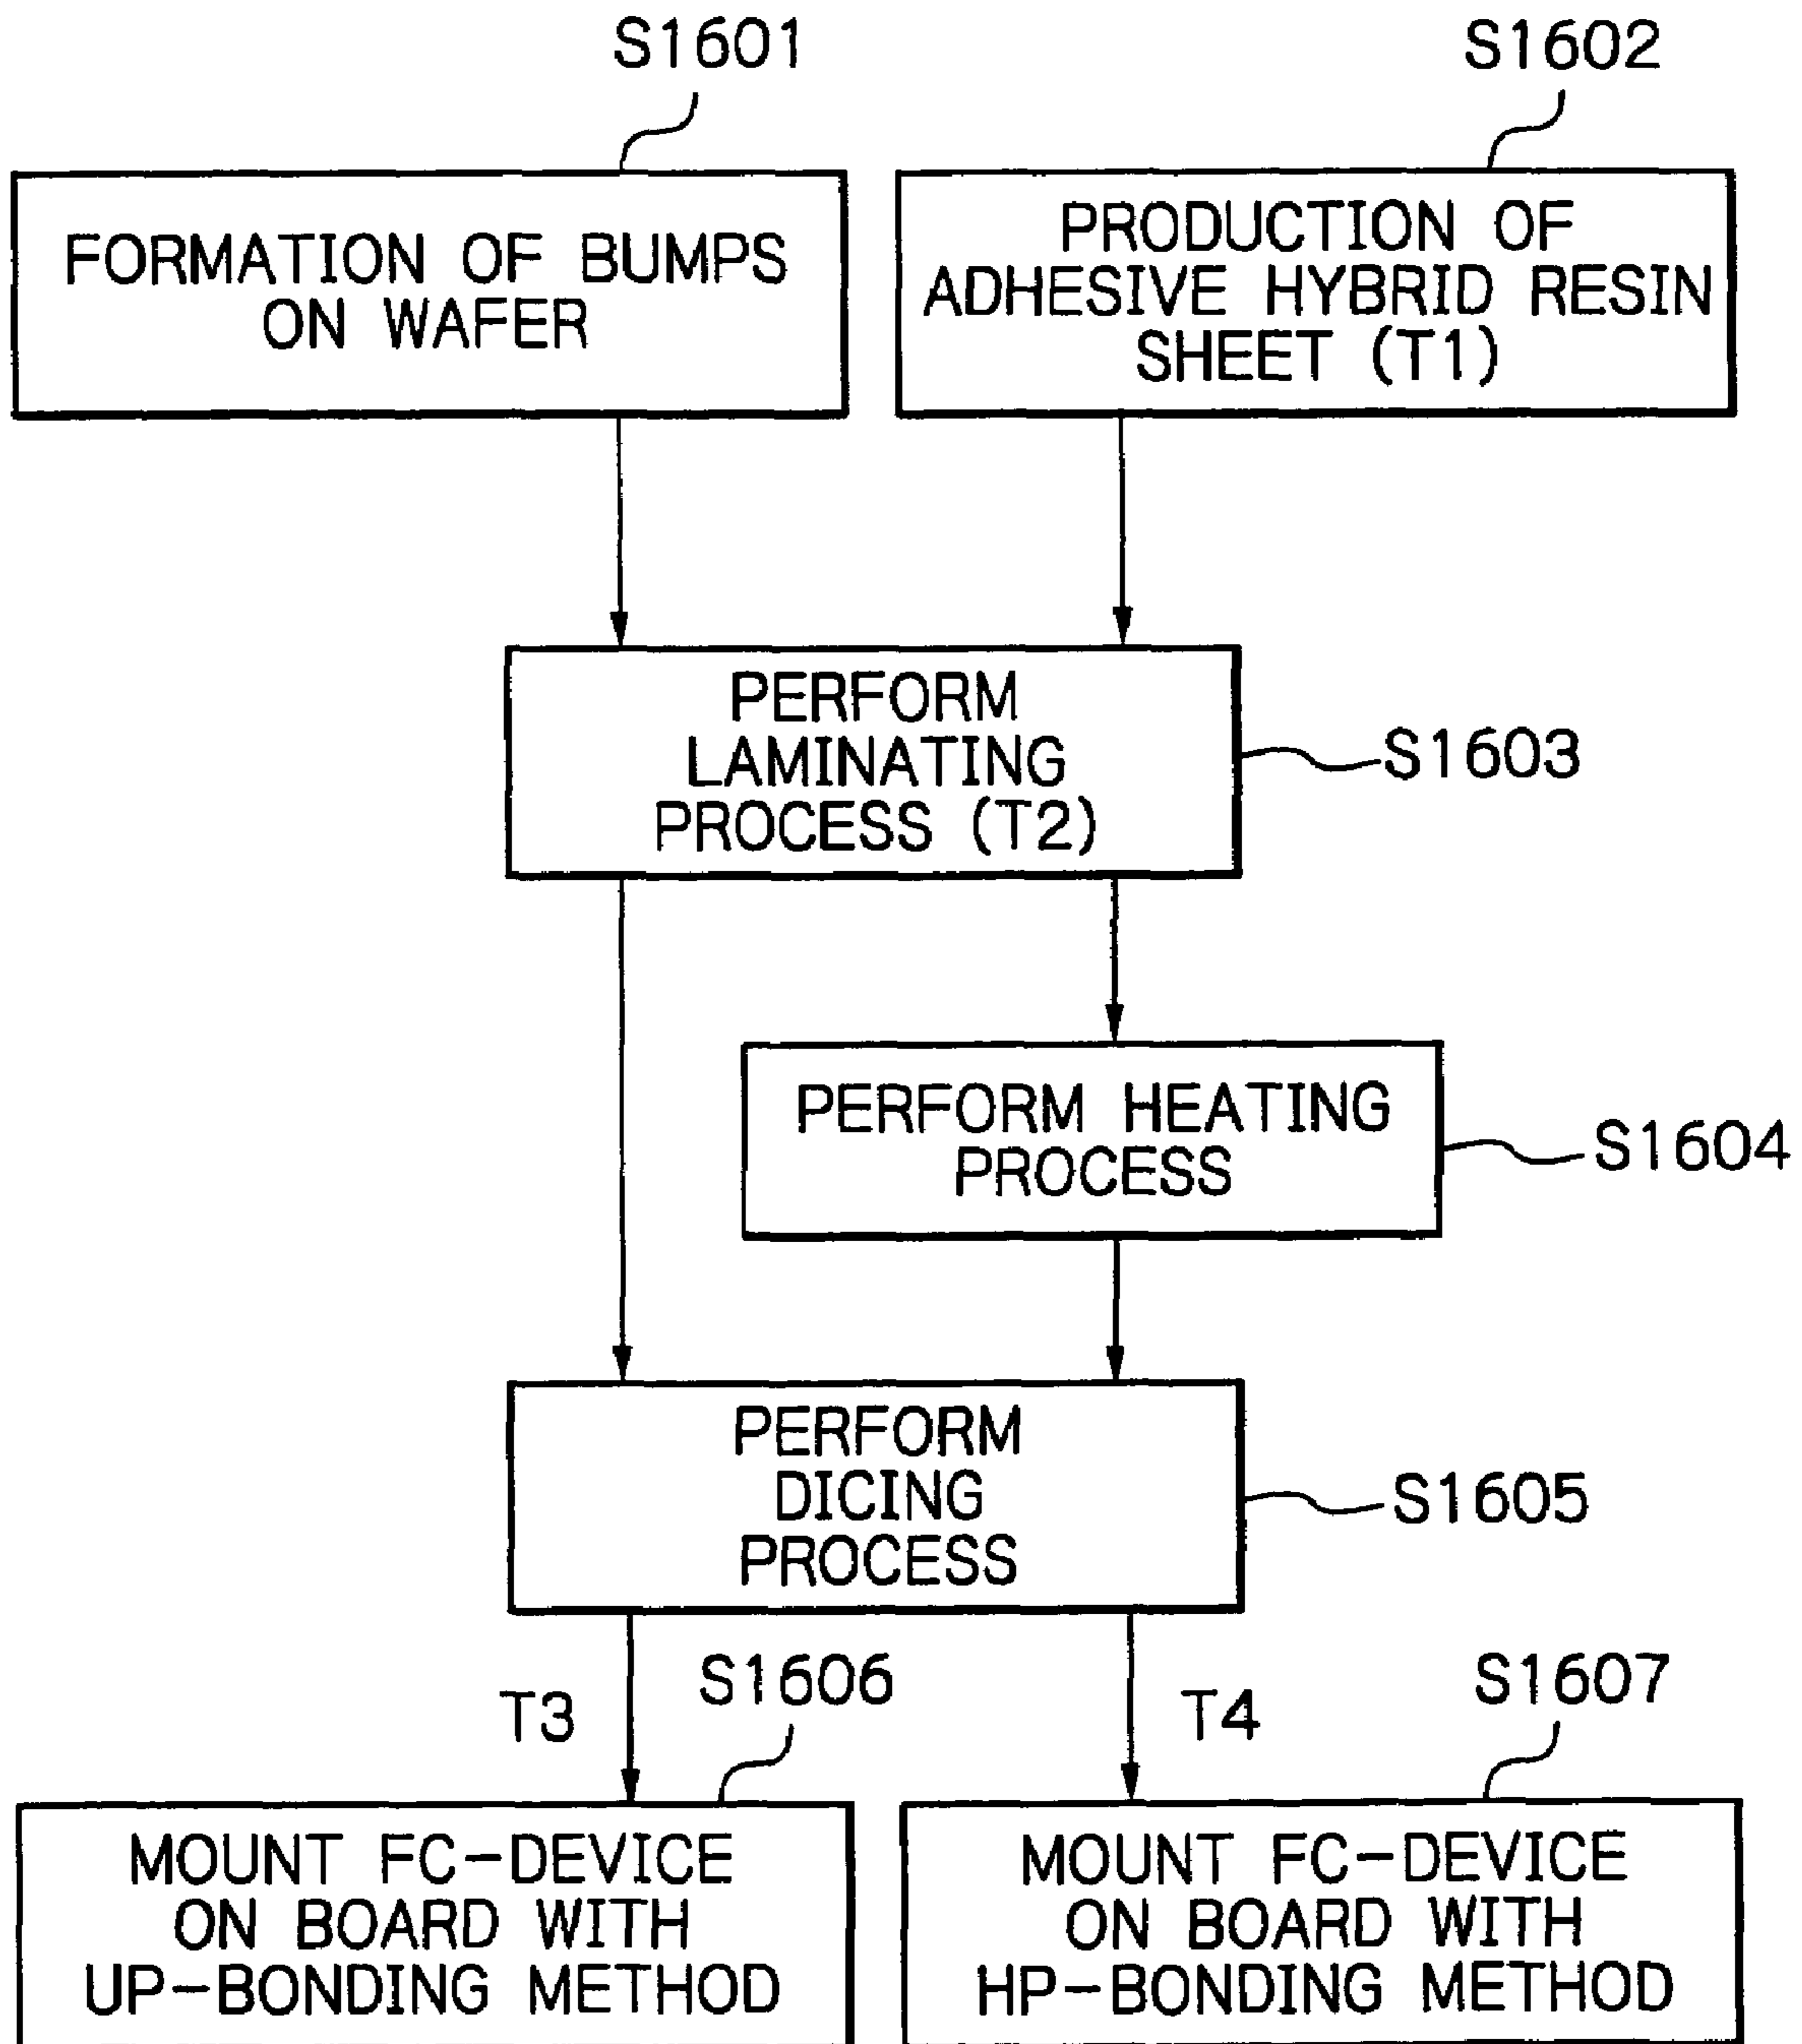 S1601
S1602
FORMATION OF BUMPS
ON WAFER
PRODUCTION OF
ADHESIVE HYBRID RESIN
SHEET (T1)
PERFORM
LAMINATING
PROCESS (T2)
S1603
PERFORM HEATING
PROCESS
S1604
PERFORM
DICING
PROCESS
S1605
T3
S1606
T4
S1607
MOUNT FC-DEVICE
ON BOARD WITH
UP-BONDING METHOD
MOUNT FC-DEVICE
ON BOARD WITH
HP-BONDING METHOD